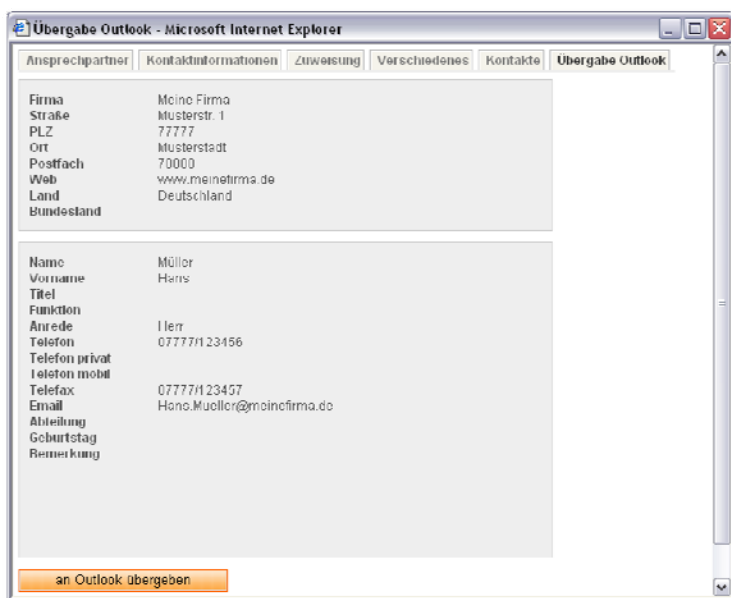 Übergabe Outlook - Microsoft Internet Explorer
Ansprechpartner Kontaktinformationen Zuweisung Verschiedenes Kontakte Übergabe Outlook
Firma Meine Firma
Straße Musterstr. 1
PLZ 77777
Ort Musterstadt
Postfach 70000
Web www.meinefirma.de
Land Deutschland
Bundesland
Name Müller
Vorname Hans
Titel
Funktion
Anrede Herr
Telefon 07777/123456
Telefon privat
Telefon mobil
Telefax 07777/123457
Email Hans.Mueller@meinefirma.de
Abteilung
Geburtstag
Bemerkung
an Outlook übergeben